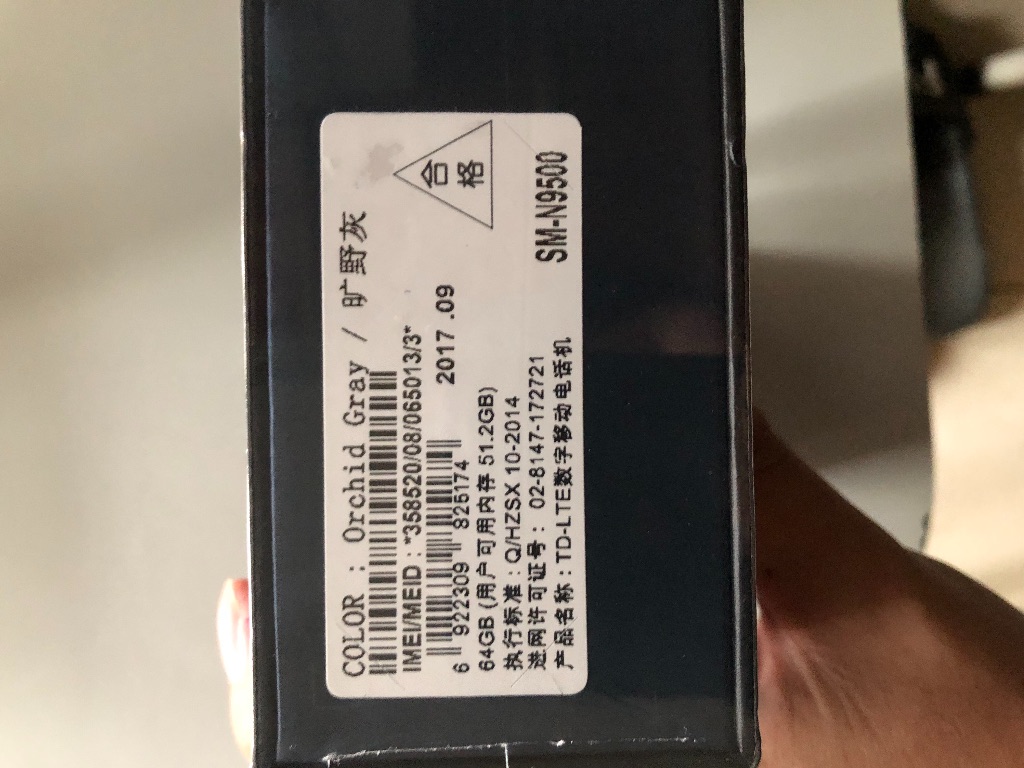 COLOR : Orchid Gray / 旷野灰
IMEI/MEID : *358520/08/065013/3*
6 922309 825174
2017 .09
合格
64GB (用户可用内存 51.2GB)
执行标准 : Q/HZSX 10-2014
进网许可证号 : 02-8147-172721
产品名称 : TD-LTE数字移动电话机
SM-N9500